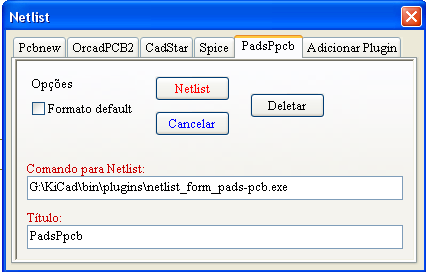 Netlist
Pcbnew OrcadPCB2 CadStar Spice PadsPpcb Adicionar Plugin
Opções
Netlist
Formato default
Deletar
Cancelar
Comando para Netlist:
G:\KiCad\bin\plugins\netlist_form_pads-pcb.exe
Título:
PadsPpcb